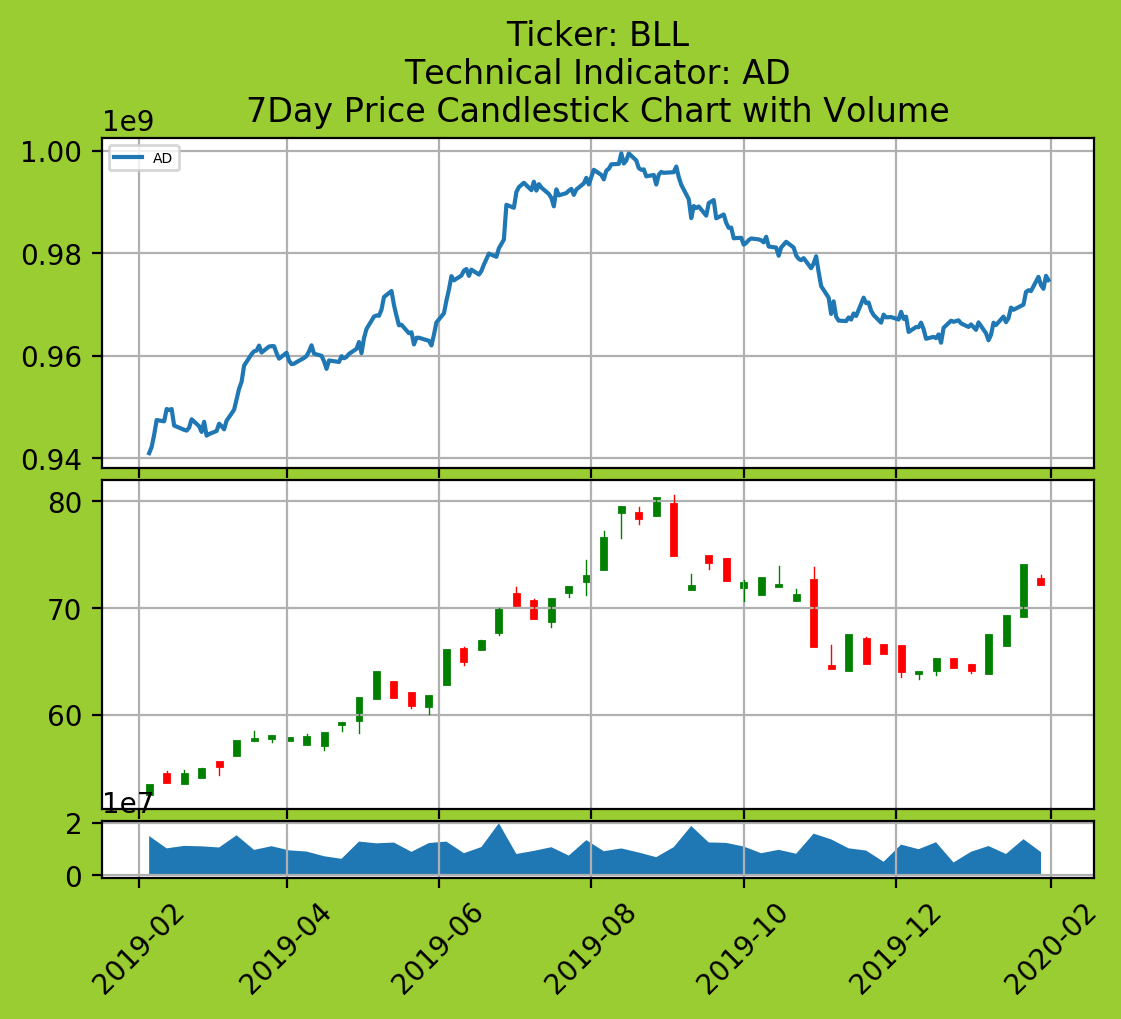 Ticker: BLL
Technical Indicator: AD
7Day Price Candlestick Chart with Volume
1e9
1.00
AD
0.98
0.96
0.94
80
70
60
1e7
2
0
2019-02 2019-04 2019-06 2019-08 2019-10 2019-12 2020-02